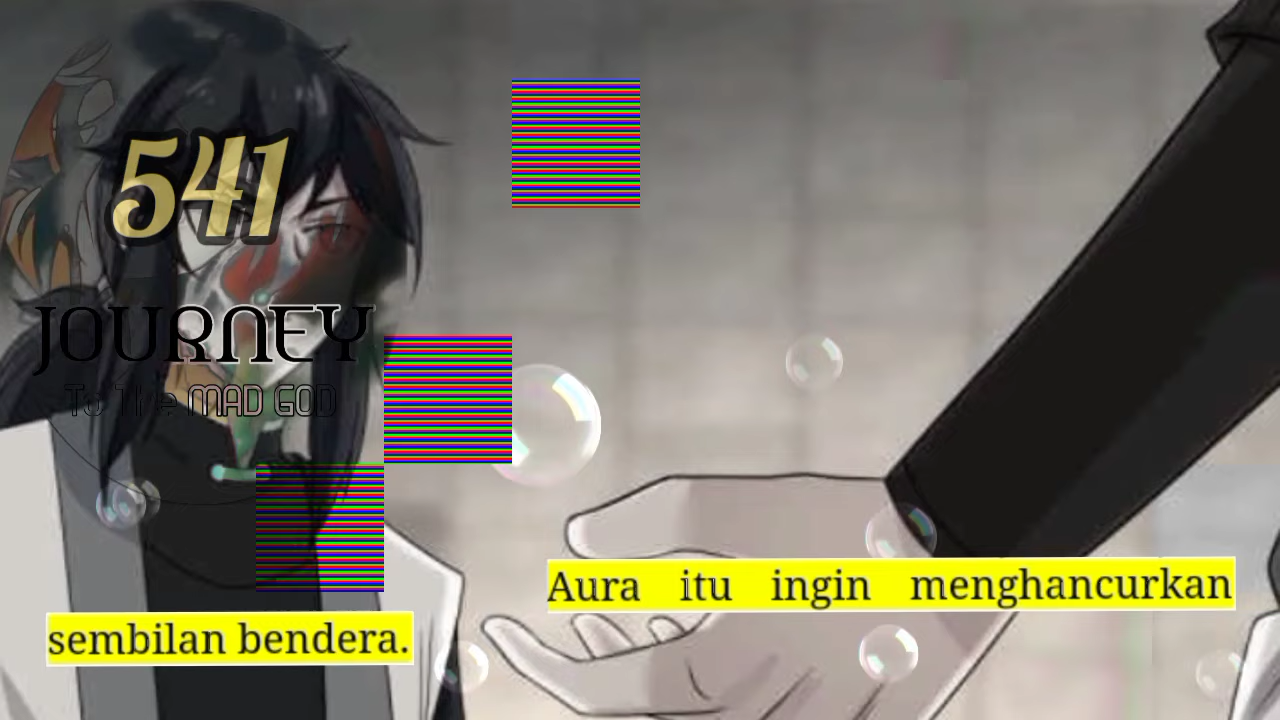 541
JOURNEY
To The MAD GOD
Aura itu ingin menghancurkan
sembilan bendera.